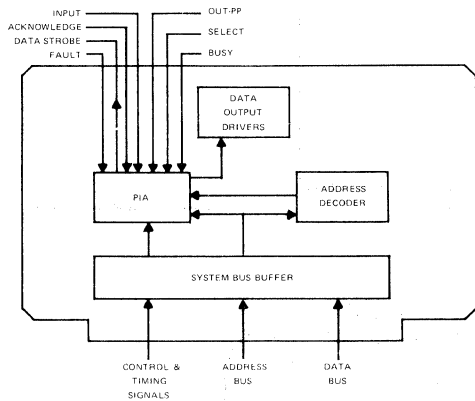 INPUT
ACKNOWLEDGE
DATA STROBE
FAULT
OUT-PP
SELECT
BUSY
DATA
OUTPUT
DRIVERS
PIA
ADDRESS
DECODER
SYSTEM BUS BUFFER
CONTROL &
TIMING
SIGNALS
ADDRESS
BUS
DATA
BUS